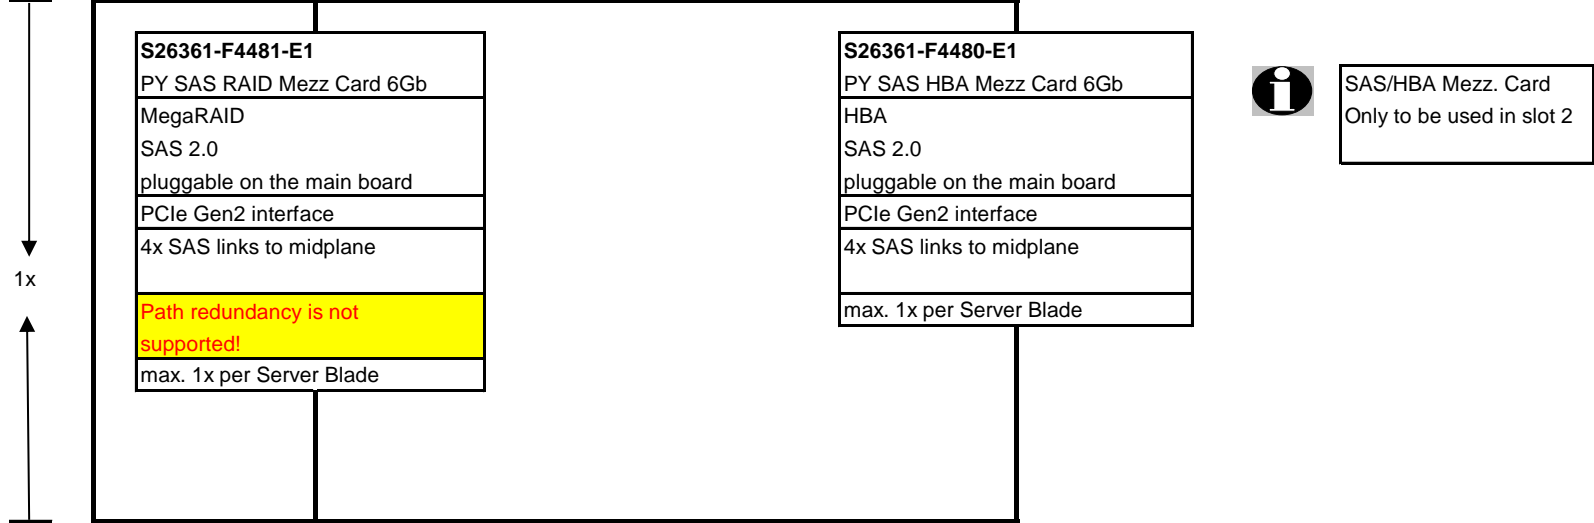 S26361-F4481-E1
PY SAS RAID Mezz Card 6Gb
MegaRAID
SAS 2.0
pluggable on the main board
PCIe Gen2 interface
4x SAS links to midplane
Path redundancy is not
supported!
max. 1x per Server Blade
S26361-F4480-E1
PY SAS HBA Mezz Card 6Gb
HBA
SAS 2.0
pluggable on the main board
PCIe Gen2 interface
4x SAS links to midplane
max. 1x per Server Blade
SAS/HBA Mezz. Card
Only to be used in slot 2
1x